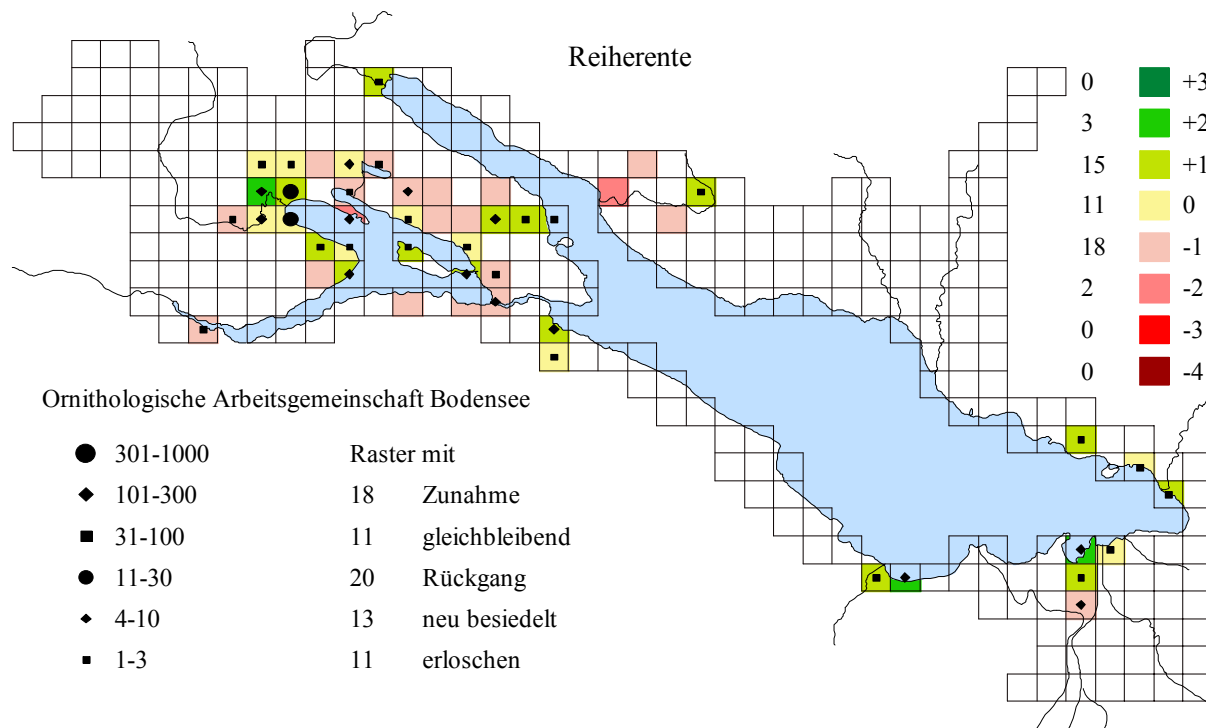 Reiherente
0 +3
3 +2
15 +1
11 0
18 -1
2 -2
0 -3
0 -4
Ornithologische Arbeitsgemeinschaft Bodensee
301-1000 Raster mit
101-300 18 Zunahme
31-100 11 gleichbleibend
11-30 20 Rückgang
4-10 13 neu besiedelt
1-3 11 erloschen